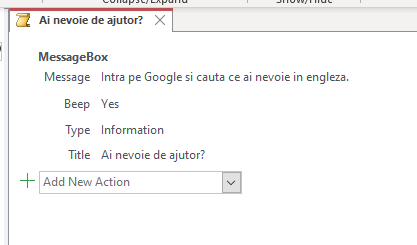 Collapse/Expand Show/Hide
Ai nevoie de ajutor?
MessageBox
Message Intra pe Google si cauta ce ai nevoie in engleza.
Beep Yes
Type Information
Title Ai nevoie de ajutor?
Add New Action